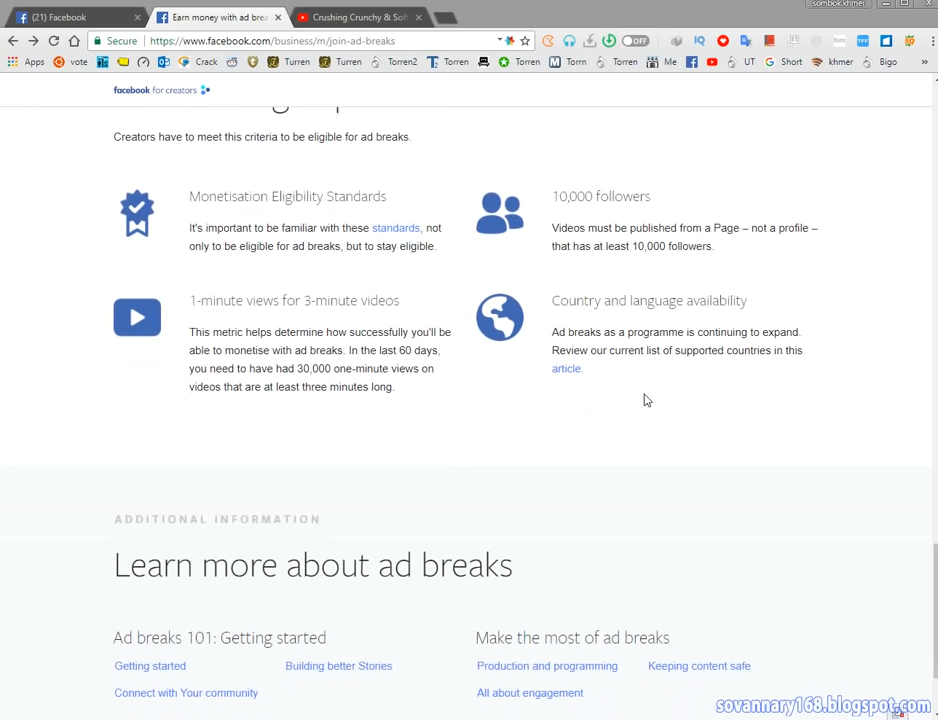 sombok.khmer
(21) Facebook
Earn money with ad brea
Crushing Crunchy & Sof
Secure
https://www.facebook.com/business/m/join-ad-breaks
OFF
IQ
Apps
vote
Crack
Turren
Turren
Torren2
Torren
Torren
Torrn
Torren
Me
UT
Short
khmer
Bigo
facebook for creators
Creators have to meet this criteria to be eligible for ad breaks.
Monetisation Eligibility Standards
It's important to be familiar with these standards, not
only to be eligible for ad breaks, but to stay eligible.
10,000 followers
Videos must be published from a Page – not a profile –
that has at least 10,000 followers.
1-minute views for 3-minute videos
This metric helps determine how successfully you'll be
able to monetise with ad breaks. In the last 60 days,
you need to have had 30,000 one-minute views on
videos that are at least three minutes long.
Country and language availability
Ad breaks as a programme is continuing to expand.
Review our current list of supported countries in this
article.
ADDITIONAL INFORMATION
Learn more about ad breaks
Ad breaks 101: Getting started
Getting started
Building better Stories
Connect with Your community
Make the most of ad breaks
Production and programming
Keeping content safe
All about engagement
sovannary168.blogspot.com